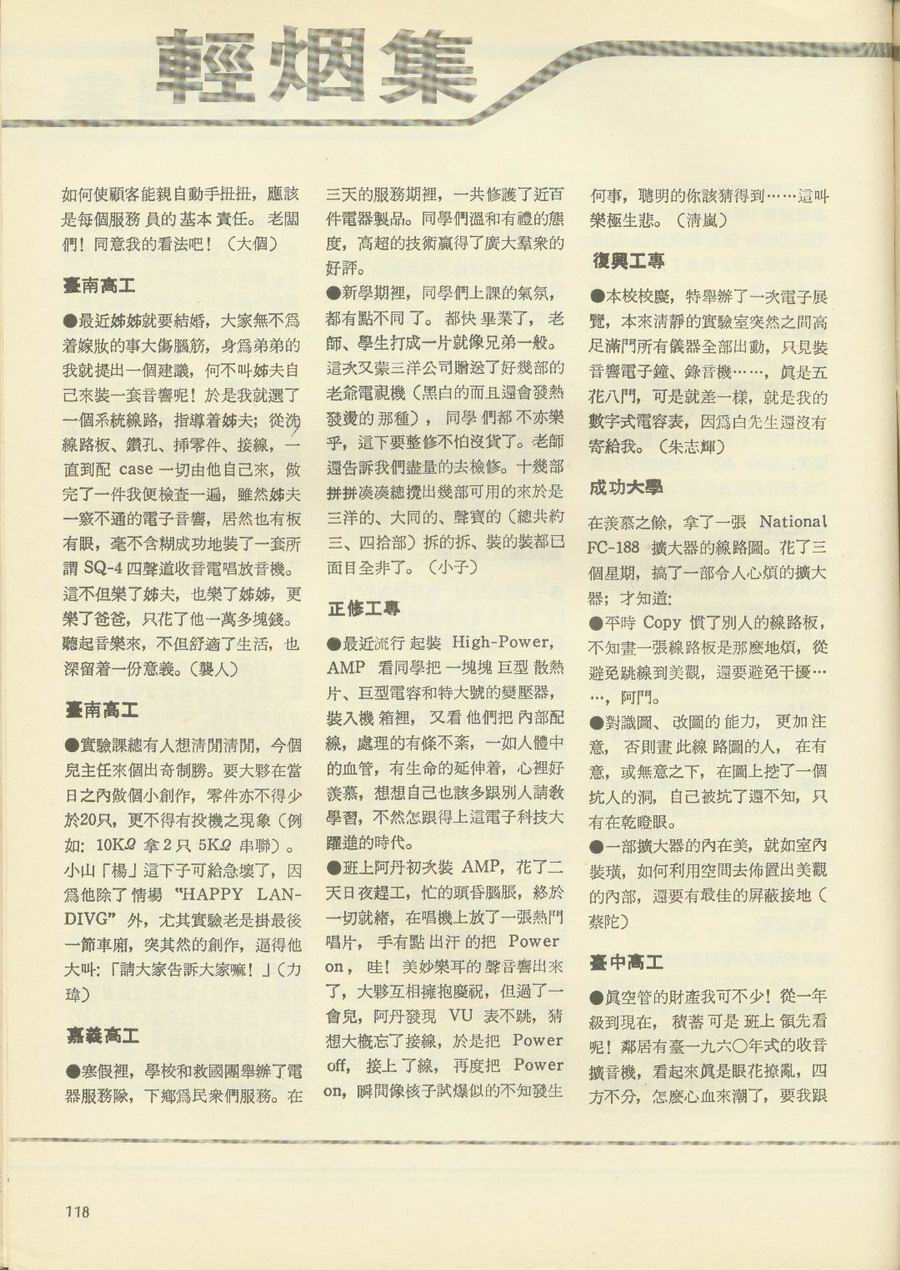 輕烟集
如何使顧客能親自動手扭扭，應該
是每個服務員的基本責任。老闆
們！同意我的看法吧！（大個）
臺南高工
●最近姊姊就要結婚，大家無不爲
着嫁妝的事大傷腦筋，身爲弟弟的
我就提出一個建議，何不叫姊夫自
己來裝一套音響呢！於是我就選了
一個系統線路，指導着姊夫；從洗
線路板、鑽孔、揷零件、接線，一
直到配 case 一切由他自己來，做
完了一件我便檢查一遍，雖然姊夫
一竅不通的電子音響，居然也有板
有眼，毫不含糊成功地裝了一套所
謂 SQ-4 四聲道收音電唱放音機。
這不但樂了姊夫，也樂了姊姊，更
樂了爸爸，只花了他一萬多塊錢。
聽起音樂來，不但舒適了生活，也
深留着一份意義。（襲人）
臺南高工
●實驗課總有人想淸閒淸閒，今個
兒主任來個出奇制勝。要大夥在當
日之內做個小創作，零件亦不得少
於20只，更不得有投機之現象（例
如：10KΩ 拿2只 5KΩ 串聯）。
小山「楊」這下子可給急壞了，因
爲他除了情場 “HAPPY LAN-
DIVG” 外，尤其實驗老是掛最後
一節車廂，突其然的創作，逼得他
大叫：「請大家告訴大家嘛！」（力
瑋）
嘉義高工
●寒假裡，學校和救國團舉辦了電
器服務隊，下鄉爲民衆們服務。在
三天的服務期裡，一共修護了近百
件電器製品。同學們溫和有禮的態
度，高超的技術贏得了廣大羣衆的
好評。
●新學期裡，同學們上課的氣氛，
都有點不同了。都快畢業了，老
師、學生打成一片就像兄弟一般。
這次又蒙三洋公司贈送了好幾部的
老爺電視機（黑白的而且還會發熱
發燙的那種），同學們都不亦樂
乎，這下要整修不怕沒貨了。老師
還告訴我們盡量的去檢修。十幾部
拼拼凑凑總攪出幾部可用的來於是
三洋的、大同的、聲寶的（總共約
三、四拾部）拆的拆、裝的裝都已
面目全非了。（小子）
正修工專
●最近流行起裝 High-Power,
AMP 看同學把一塊塊巨型散熱
片、巨型電容和特大號的變壓器，
裝入機箱裡，又看他們把內部配
線，處理的有條不紊，一如人體中
的血管，有生命的延伸着，心裡好
羨慕，想想自己也該多跟別人請敎
學習，不然怎跟得上這電子科技大
躍進的時代。
●班上阿丹初次裝 AMP，花了二
天日夜趕工，忙的頭昏腦脹，終於
一切就緒，在唱機上放了一張熱門
唱片，手有點出汗的把 Power
on，哇！美妙樂耳的聲音響出來
了，大夥互相擁抱慶祝，但過了一
會兒，阿丹發現 VU 表不跳，猜
想大概忘了接線，於是把 Power
off，接上了線，再度把 Power
on，瞬間像核子試爆似的不知發生
何事，聰明的你該猜得到……這叫
樂極生悲。（淸嵐）
復興工專
●本校校慶，特舉辦了一次電子展
覽，本來淸靜的實驗室突然之間高
足滿門所有儀器全部出動，只見裝
音響電子鐘、錄音機……，眞是五
花八門，可是就差一樣，就是我的
數字式電容表，因爲白先生還沒有
寄給我。（朱志輝）
成功大學
在羨慕之餘，拿了一張 National
FC-188 擴大器的線路圖。花了三
個星期，搞了一部令人心煩的擴大
器；才知道：
●平時 Copy 慣了別人的線路板，
不知畫一張線路板是那麽地煩，從
避免跳線到美觀，還要避免干擾…
…，阿門。
●對識圖、改圖的能力，更加注
意，否則畫此線路圖的人，在有
意，或無意之下，在圖上挖了一個
坑人的洞，自己被坑了還不知，只
有在乾瞪眼。
●一部擴大器的內在美，就如室內
裝璜，如何利用空間去佈置出美觀
的內部，還要有最佳的屏蔽接地（
蔡陀）
臺中高工
●眞空管的財產我可不少！從一年
級到現在，積蓄可是班上領先看
呢！鄰居有臺一九六〇年式的收音
擴音機，看起來眞是眼花撩亂，四
方不分，怎麽心血來潮了，要我跟
118